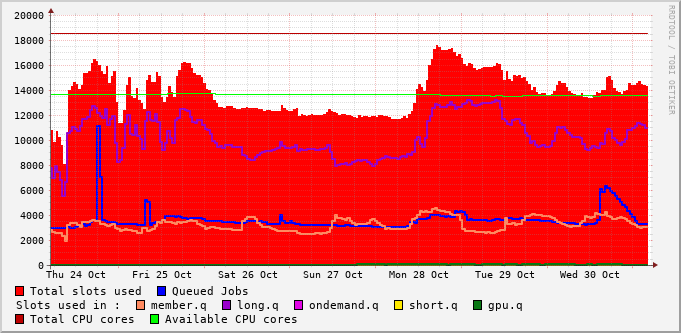 20000
18000
16000
14000
12000
10000
8000
6000
4000
2000
0
Thu 24 Oct Fri 25 Oct Sat 26 Oct Sun 27 Oct Mon 28 Oct Tue 29 Oct Wed 30 Oct
Total slots used Queued Jobs
Slots used in : member.q long.q ondemand.q short.q gpu.q
Total CPU cores Available CPU cores
RRDTOOL / TOBI OETIKER